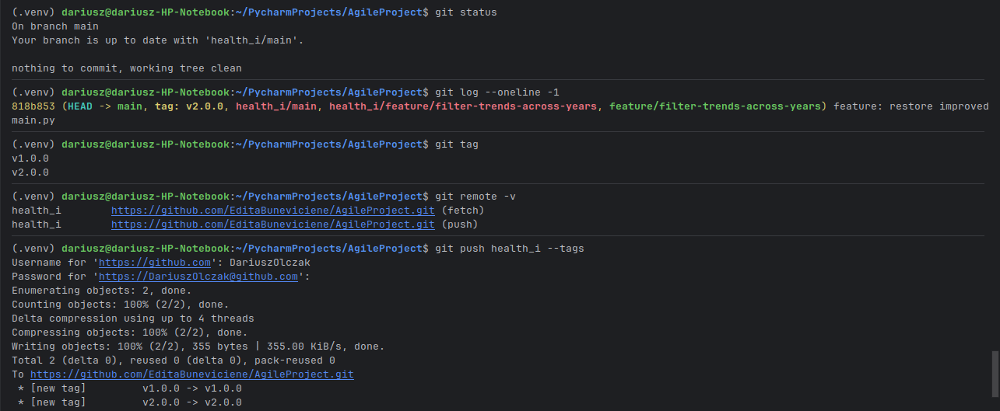 (.venv) dariusz@dariusz-HP-Notebook:~/PycharmProjects/AgileProject$ git status
On branch main
Your branch is up to date with 'health_i/main'.
nothing to commit, working tree clean
(.venv) dariusz@dariusz-HP-Notebook:~/PycharmProjects/AgileProject$ git log --oneline -1
818b853 (HEAD -> main, tag: v2.0.0, health_i/main, health_i/feature/filter-trends-across-years, feature/filter-trends-across-years) feature: restore improved
main.py
(.venv) dariusz@dariusz-HP-Notebook:~/PycharmProjects/AgileProject$ git tag
v1.0.0
v2.0.0
(.venv) dariusz@dariusz-HP-Notebook:~/PycharmProjects/AgileProject$ git remote -v
health_i        https://github.com/EditaBuneviciene/AgileProject.git (fetch)
health_i        https://github.com/EditaBuneviciene/AgileProject.git (push)
(.venv) dariusz@dariusz-HP-Notebook:~/PycharmProjects/AgileProject$ git push health_i --tags
Username for 'https://github.com': DariuszOlczak
Password for 'https://DariuszOlczak@github.com':
Enumerating objects: 2, done.
Counting objects: 100% (2/2), done.
Delta compression using up to 4 threads
Compressing objects: 100% (2/2), done.
Writing objects: 100% (2/2), 355 bytes | 355.00 KiB/s, done.
Total 2 (delta 0), reused 0 (delta 0), pack-reused 0
To https://github.com/EditaBuneviciene/AgileProject.git
 * [new tag]         v1.0.0 -> v1.0.0
 * [new tag]         v2.0.0 -> v2.0.0